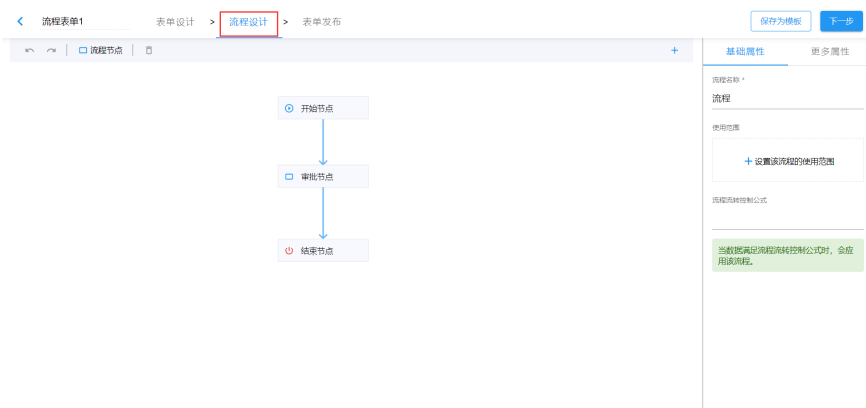 流程表单1
表单设计 > 流程设计 > 表单发布
保存为模板
下一步
流程节点
基础属性
更多属性
流程名称 *
流程
使用范围
+ 设置该流程的使用范围
流程流转控制公式
当数据满足流程流转控制公式时，会应
用该流程。
开始节点
审批节点
结束节点